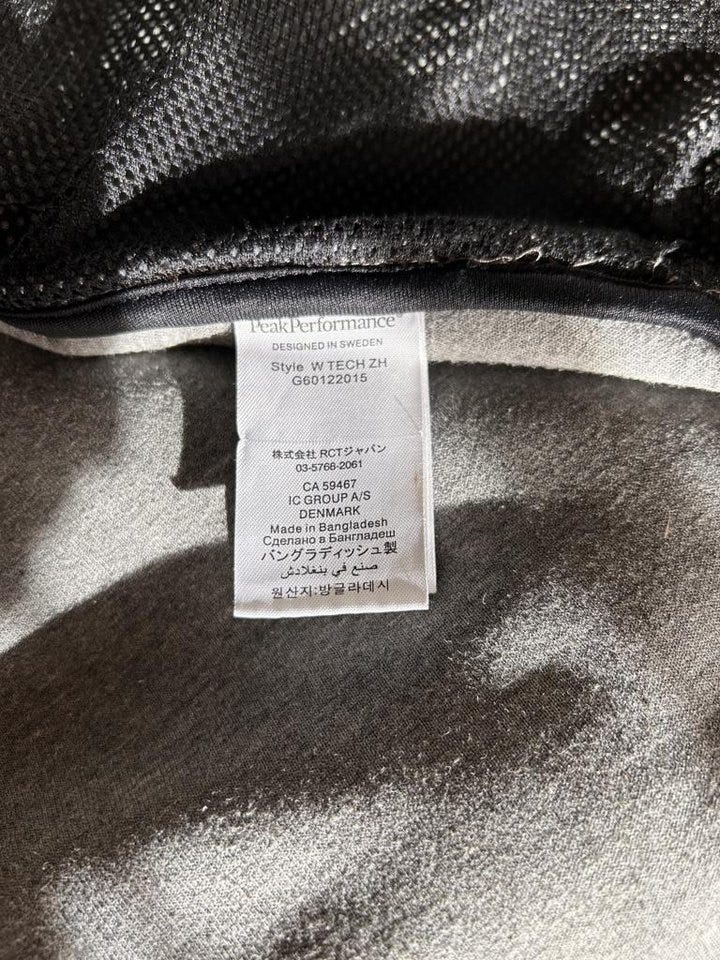 PeakPerformance
DESIGNED IN SWEDEN
Style W TECH ZH
G60122015
株式会社 RCTジャパン
03-5766-2061
CA 59467
IC GROUP A/S
DENMARK
Made in Bangladesh
Сделано в Бангладеш
バングラディッシュ製
صنع في بنغلادش
원산지:방글라데시